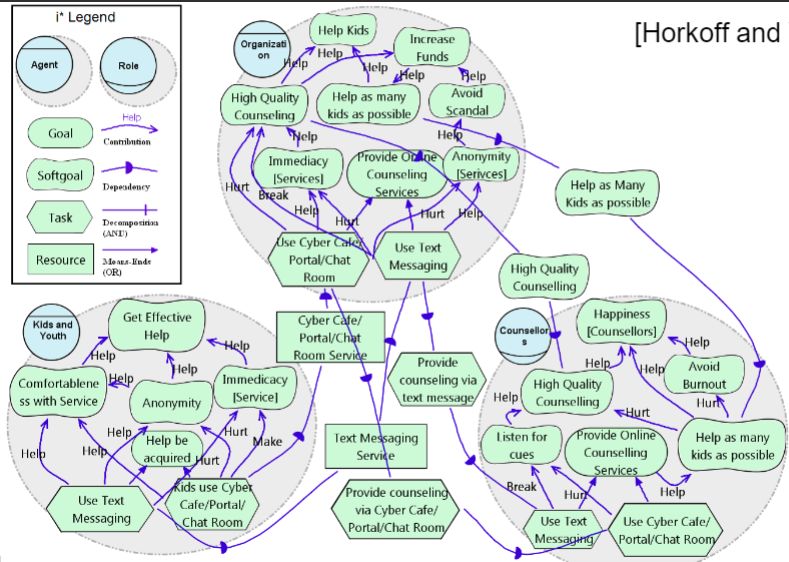 i* Legend
Agent
Role
Goal
Help
Contribution
Softgoal
Dependency
Task
Decomposition
(AND)
Resource
Means-Ends
(OR)
[Horkoff and
Organizati
on
Help Kids
Increase
Funds
Help
Help
Help
Help
Help
High Quality
Counseling
Help as many
kids as possible
Avoid
Scandal
Help
Help
Immediacy
[Services]
Provide Online
Counseling
Services
Anonymity
[Serivces]
Hurt
Break
Help
Hurt
Hurt
Help
Use Cyber Cafe/
Portal/Chat
Room
Use Text
Messaging
Help as Many
Kids as possible
High Quality
Counselling
Cyber Cafe/
Portal/Chat
Room Service
Provide
counseling via
text message
Text Messaging
Service
Provide counseling
via Cyber Cafe/
Portal/Chat Room
Kids and
Youth
Get Effective
Help
Help
Help
Help
Help
Comfortablene
ss with Service
Anonymity
Immedicacy
[Service]
Help
Help
Help
Help be
acquired
Hurt
Make
Hurt
Use Text
Messaging
Kids use Cyber
Cafe/Portal/
Chat Room
Counsellor
s
Happiness
[Counsellors]
Help
Help
Help
High Quality
Counselling
Avoid
Burnout
Help
Hurt
Hurt
Listen for
cues
Provide Online
Counselling
Services
Help as many
kids as possible
Break
Hurt
Help
Use Text
Messaging
Use Cyber Cafe/
Portal/Chat Room